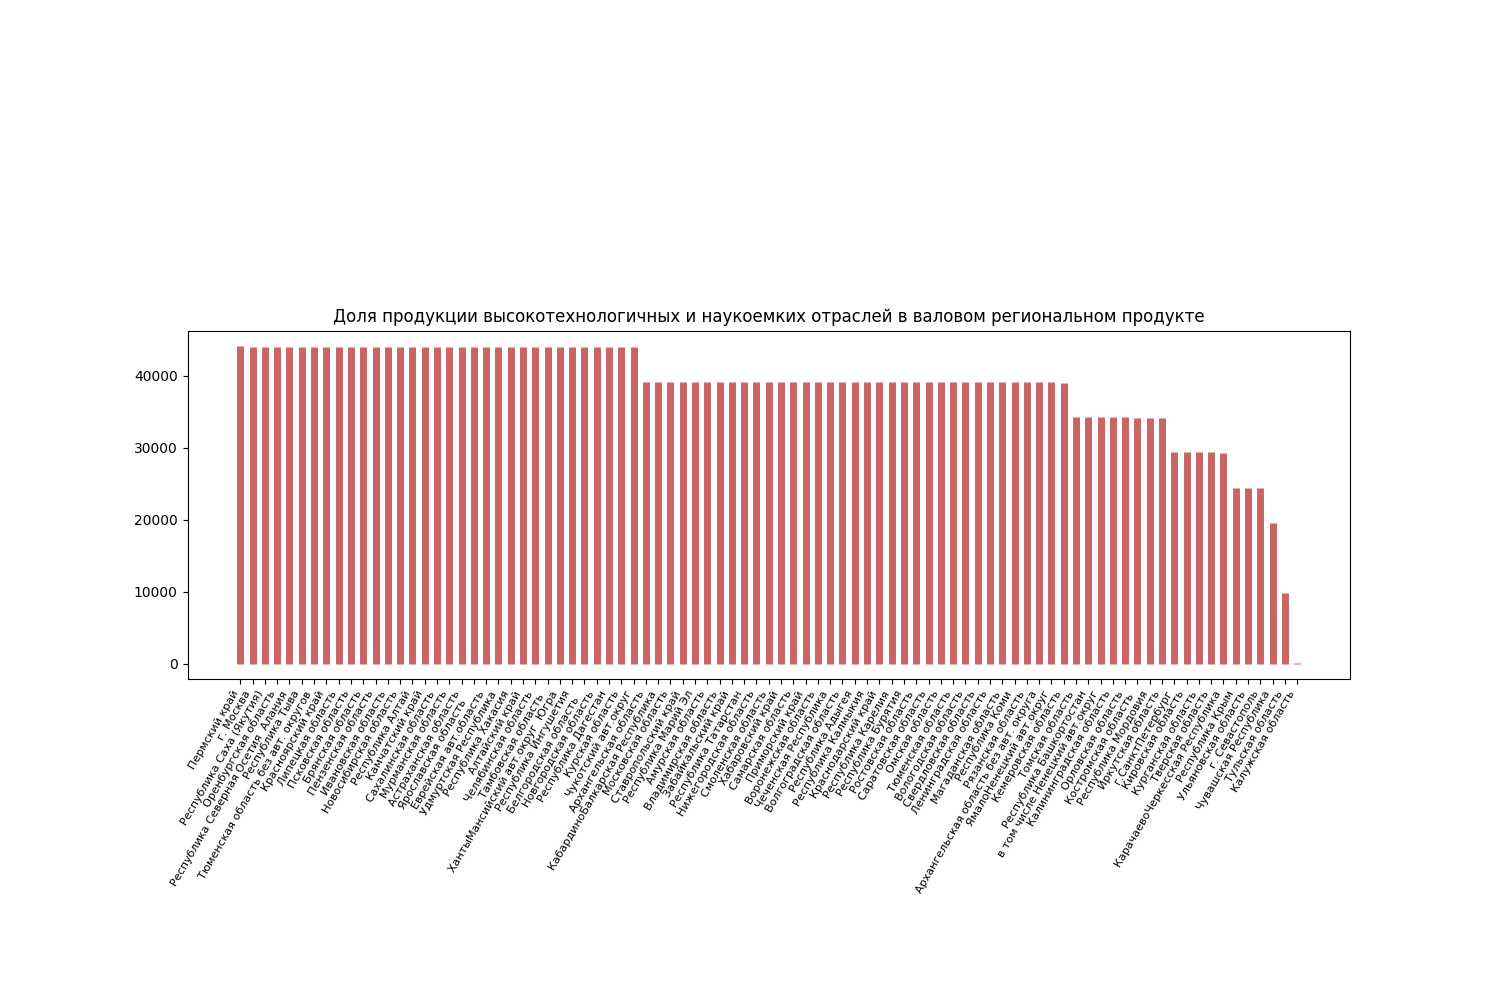 Доля продукции высокотехнологичных и наукоемких отраслей в валовом региональном продукте
40000
30000
20000
10000
0
Пермский край
г. Москва
Республика Саха (Якутия)
Оренбургская область
Республика Северная Осетия Алания
Республика Тыва
Тюменская область без авт. округов
Красноярский край
Липецкая область
Псковская область
Брянская область
Пензенская область
Ивановская область
Новосибирская область
Республика Алтай
Камчатский край
Сахалинская область
Мурманская область
Астраханская область
Ярославская область
Еврейская авт.область
Удмуртская Республика
Республика Хакасия
Алтайский край
Челябинская область
Тамбовская область
ХантыМансийский авт.округ Югра
Республика Ингушетия
Белгородская область
Новгородская область
Республика Дагестан
Курская область
Чукотский авт.округ
Архангельская область
КабардиноБалкарская Республика
Московская область
Ставропольский край
Республика Марий Эл
Амурская область
Владимирская область
Забайкальский край
Республика Татарстан
Нижегородская область
Смоленская область
Хабаровский край
Самарская область
Приморский край
Воронежская область
Чеченская Республика
Волгоградская область
Республика Адыгея
Республика Калмыкия
Краснодарский край
Республика Карелия
Республика Бурятия
Ростовская область
Саратовская область
Омская область
Тюменская область
Вологодская область
Свердловская область
Ленинградская область
Магаданская область
Республика Коми
Рязанская область
Архангельская область без авт. округа
Ямалоненецкий авт.округ
Кемеровская область
Томская область
Республика Башкортостан
в том числе Ненецкий авт.округ
Калининградская область
Орловская область
Костромская область
Республика Мордовия
Иркутская область
г.СанктПетербург
Кировская область
Курганская область
Тверская область
КарачаевоЧеркесская Республика
Республика Крым
Ульяновская область
г. Севастополь
Чувашская Республика
Тульская область
Калужская область